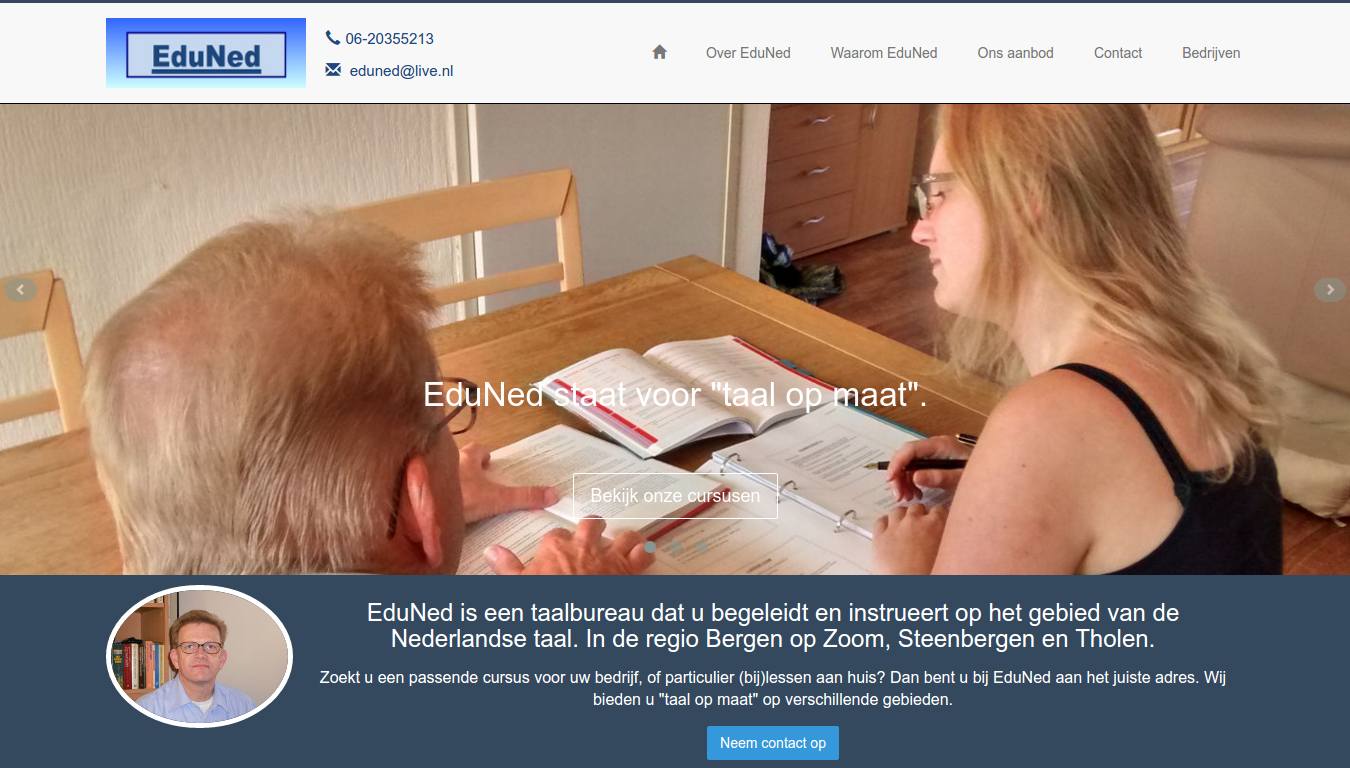 EduNed
06-20355213
eduned@live.nl
Over EduNed
Waarom EduNed
Ons aanbod
Contact
Bedrijven
EduNed staat voor "taal op maat".
Bekijk onze cursusen
EduNed is een taalbureau dat u begeleidt en instrueert op het gebied van de
Nederlandse taal. In de regio Bergen op Zoom, Steenbergen en Tholen.
Zoekt u een passende cursus voor uw bedrijf, of particulier (bij)lessen aan huis? Dan bent u bij EduNed aan het juiste adres. Wij
bieden u "taal op maat" op verschillende gebieden.
Neem contact op